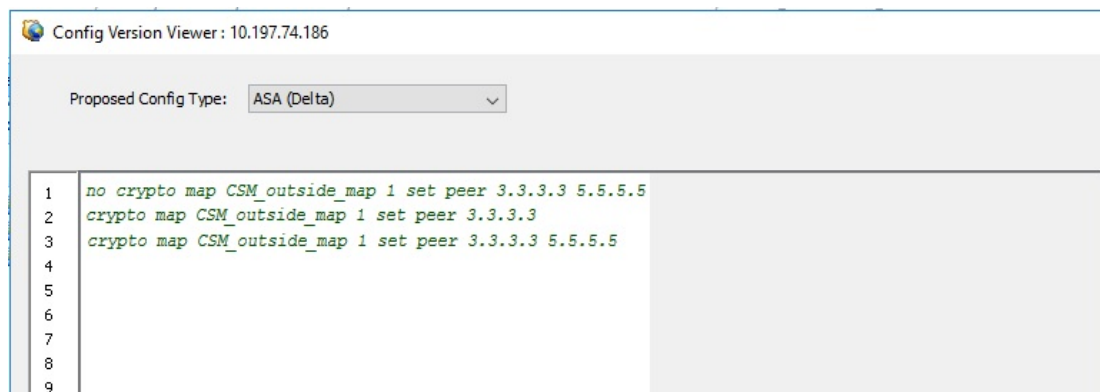 Config Version Viewer : 10.197.74.186
Proposed Config Type: ASA (Delta)
1 no crypto map CSM_outside_map 1 set peer 3.3.3.3 5.5.5.5
2 crypto map CSM_outside_map 1 set peer 3.3.3.3
3 crypto map CSM_outside_map 1 set peer 3.3.3.3 5.5.5.5
4
5
6
7
8
9